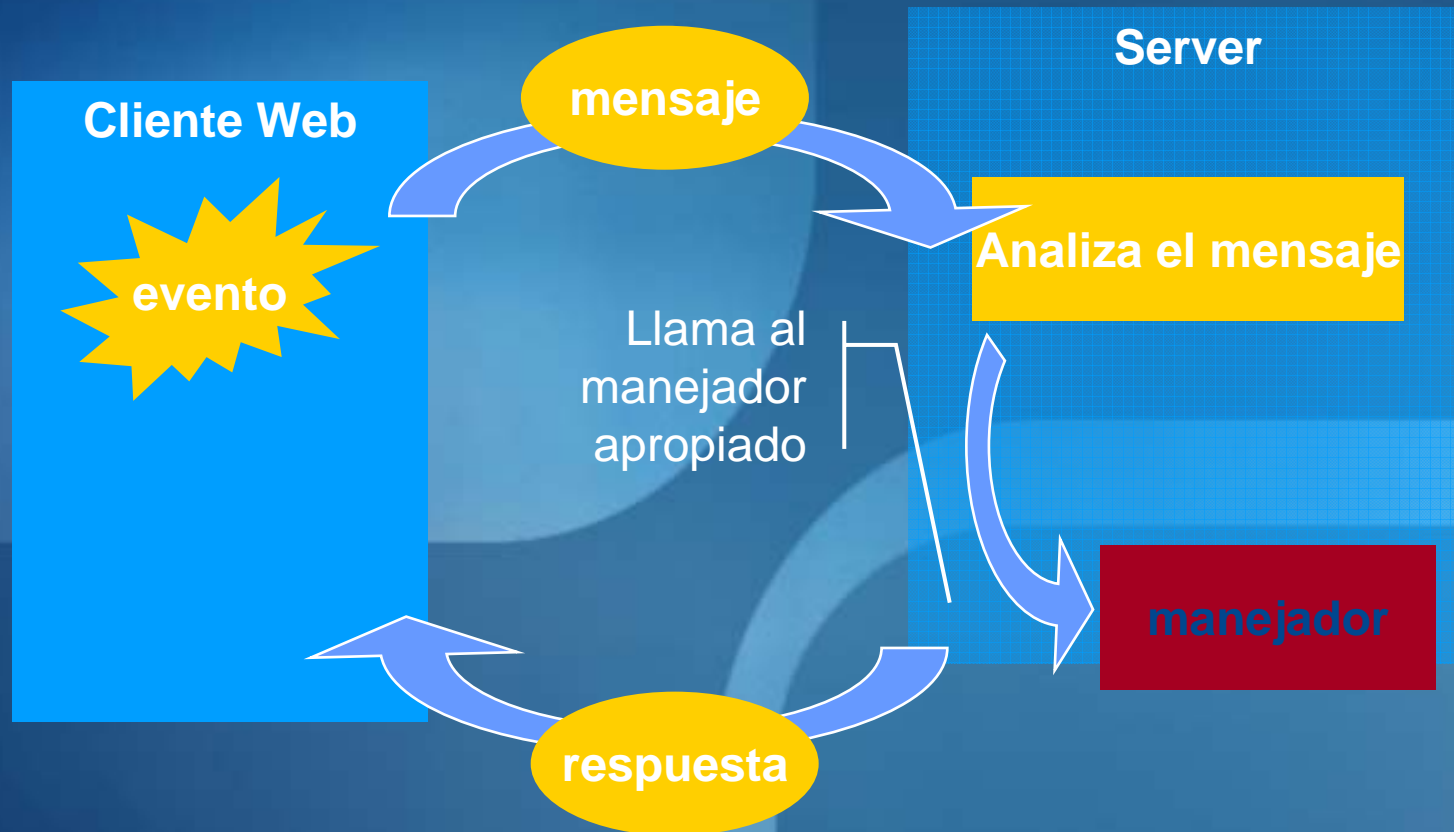 Cliente Web
evento
mensaje
Server
Analiza el mensaje
Llama al
manejador
apropiado
manejador
respuesta